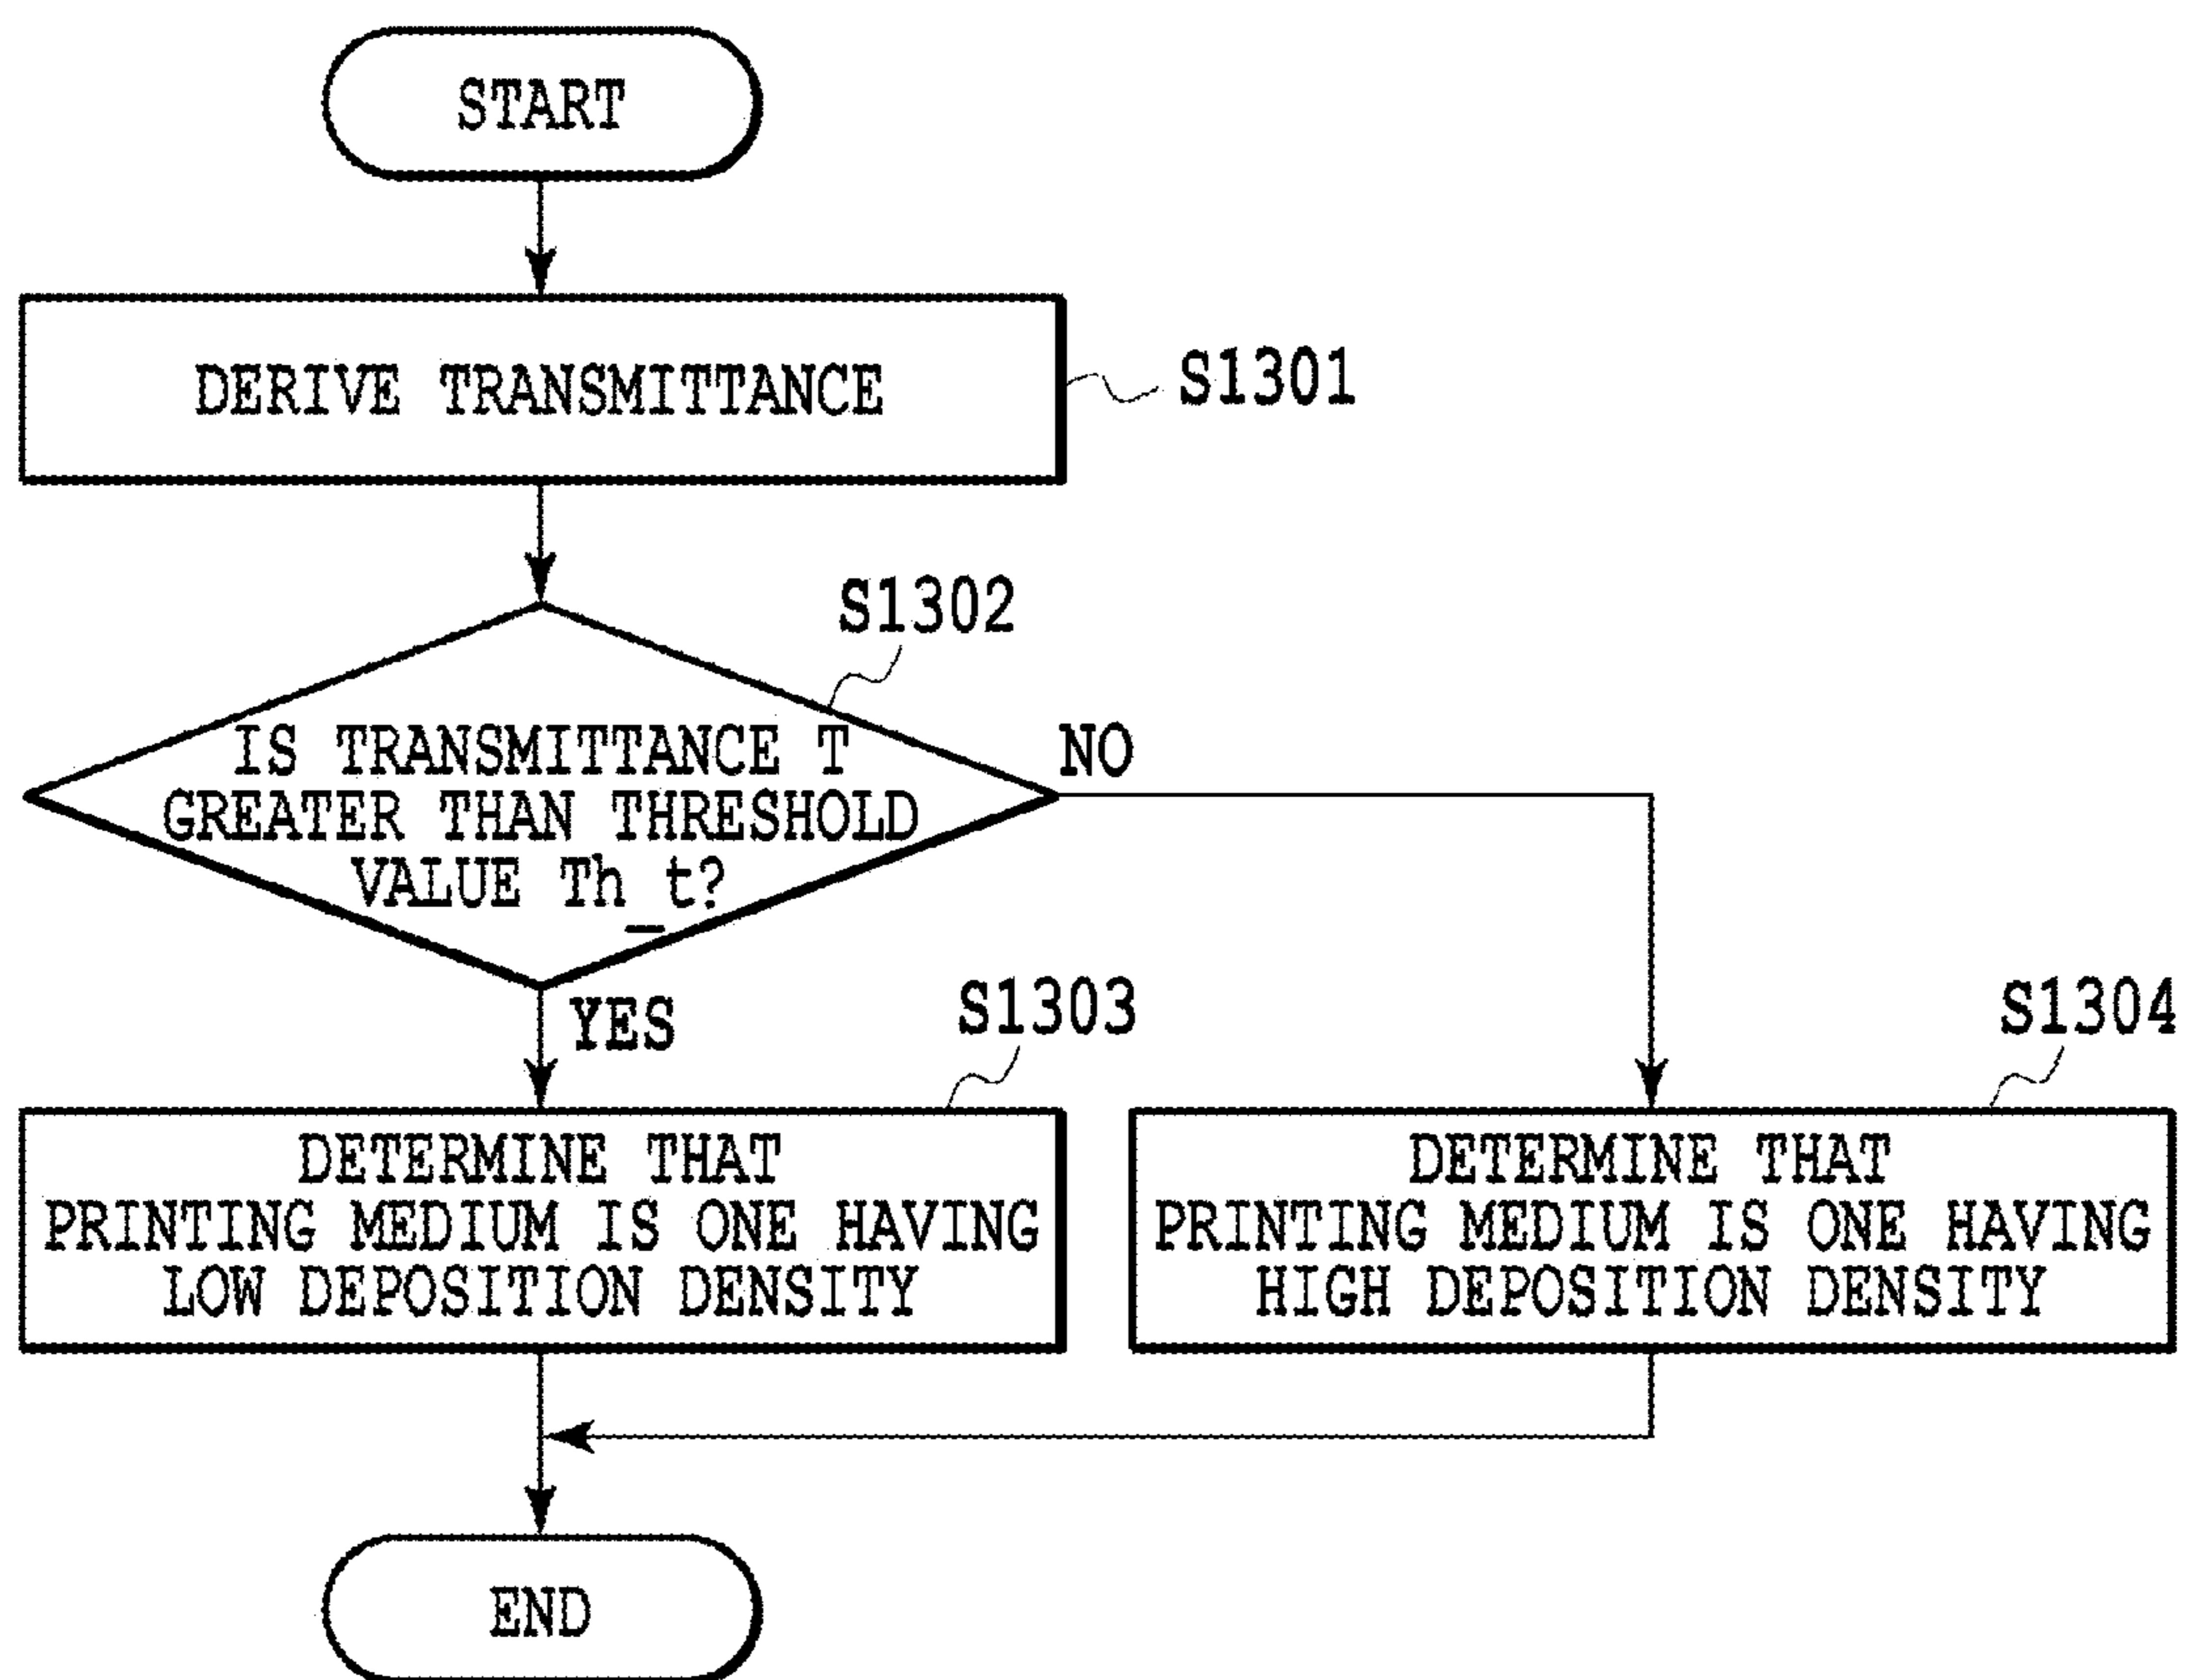 START
DERIVE TRANSMITTANCE
S1301
S1302
IS TRANSMITTANCE T
GREATER THAN THRESHOLD
VALUE Th_t?
NO
YES
S1303
DETERMINE THAT
PRINTING MEDIUM IS ONE HAVING
LOW DEPOSITION DENSITY
S1304
DETERMINE THAT
PRINTING MEDIUM IS ONE HAVING
HIGH DEPOSITION DENSITY
END